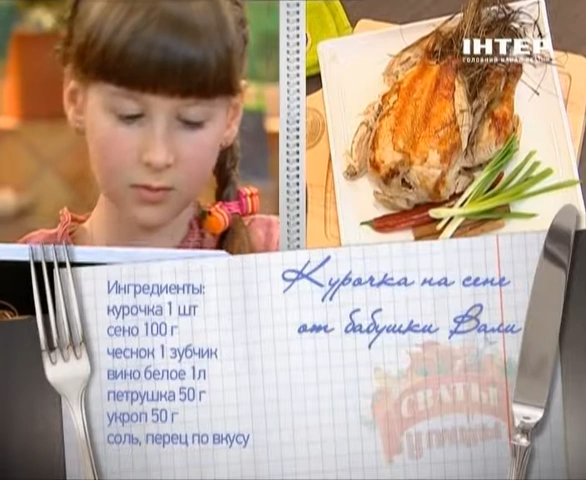 ІНТЕР
Курочка на сене
от бабушки Вали
Ингредиенты:
курочка 1 шт
сено 100 г
чеснок 1 зубчик
вино белое 1л
петрушка 50 г
укроп 50 г
соль, перец по вкусу
СВАТЫ